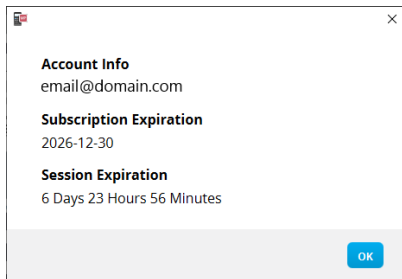 Account Info
email@domain.com
Subscription Expiration
2026-12-30
Session Expiration
6 Days 23 Hours 56 Minutes
OK